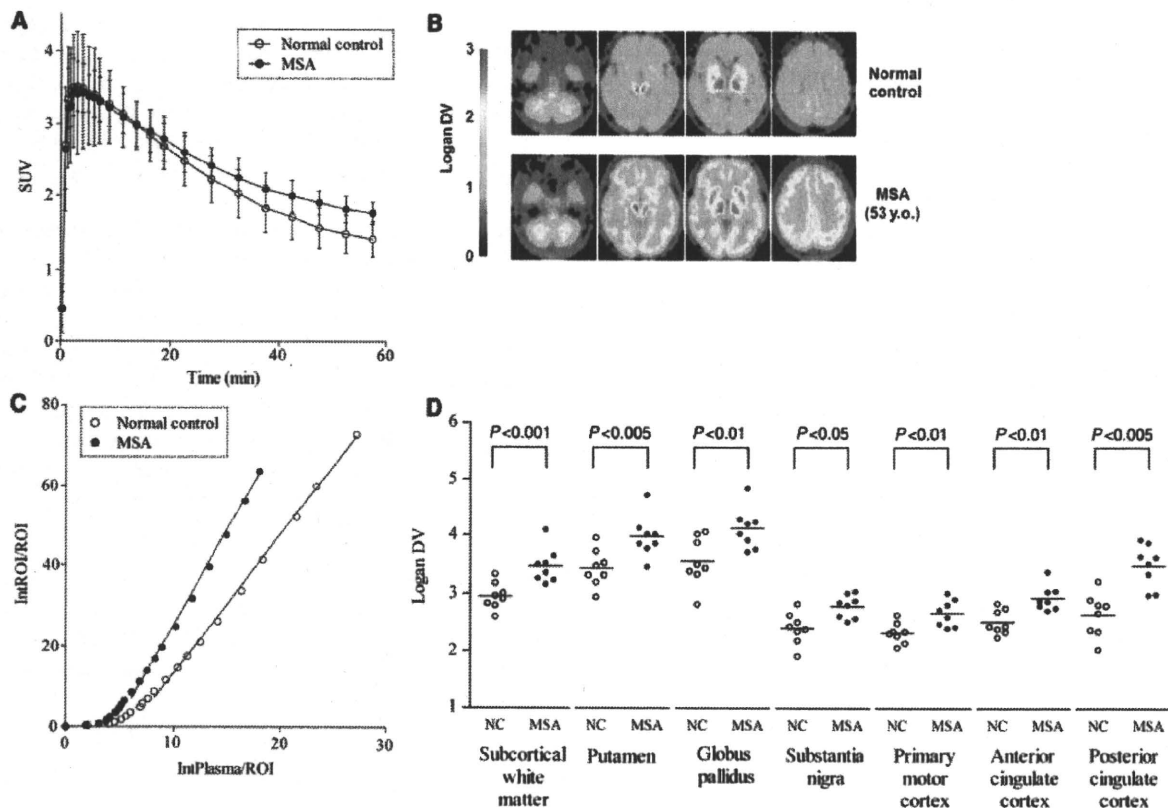 A
SUV
4
3
2
1
0
0
20
40
60
Time (min)
Normal control
MSA
B
Logan DV
3
2
1
0
Normal
control
MSA
(53 y.o.)
C
IntROI/ROI
80
60
40
20
0
0
10
20
30
IntPlasma/ROI
Normal control
MSA
D
Logan DV
6
5
4
3
2
1
P<0.001
P<0.005
P<0.01
P<0.05
P<0.01
P<0.01
P<0.005
NC MSA NC MSA NC MSA NC MSA NC MSA NC MSA NC MSA
Subcortical
white
matter
Putamen
Globus
pallidus
Substantia
nigra
Primary
motor
cortex
Anterior
cingulate
cortex
Posterior
cingulate
cortex